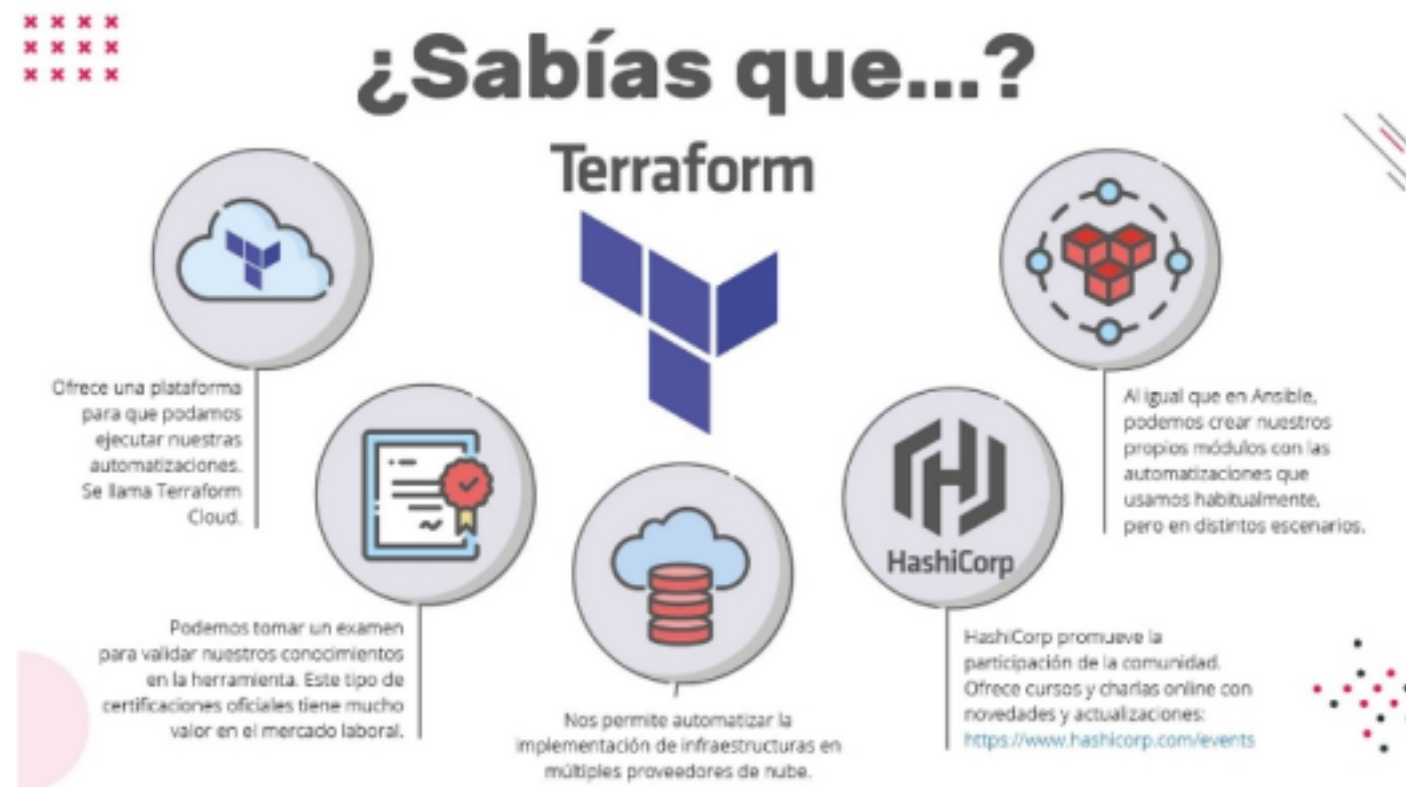 ¿Sabías que...?
Terraform
Ofrece una plataforma
para que podamos
ejecutar nuestras
automatizaciones.
Se llama Terraform
Cloud.
Podemos tomar un examen
para validar nuestros conocimientos
en la herramienta. Este tipo de
certificaciones oficiales tiene mucho
valor en el mercado laboral.
Nos permite automatizar la
implementación de infraestructuras en
múltiples proveedores de nube.
HashiCorp
HashiCorp promueve la
participación de la comunidad.
Ofrece cursos y charlas online con
novedades y actualizaciones:
https://www.hashicorp.com/events
Al igual que en Ansible,
podemos crear nuestros
propios módulos con las
automatizaciones que
usamos habitualmente,
pero en distintos escenarios.